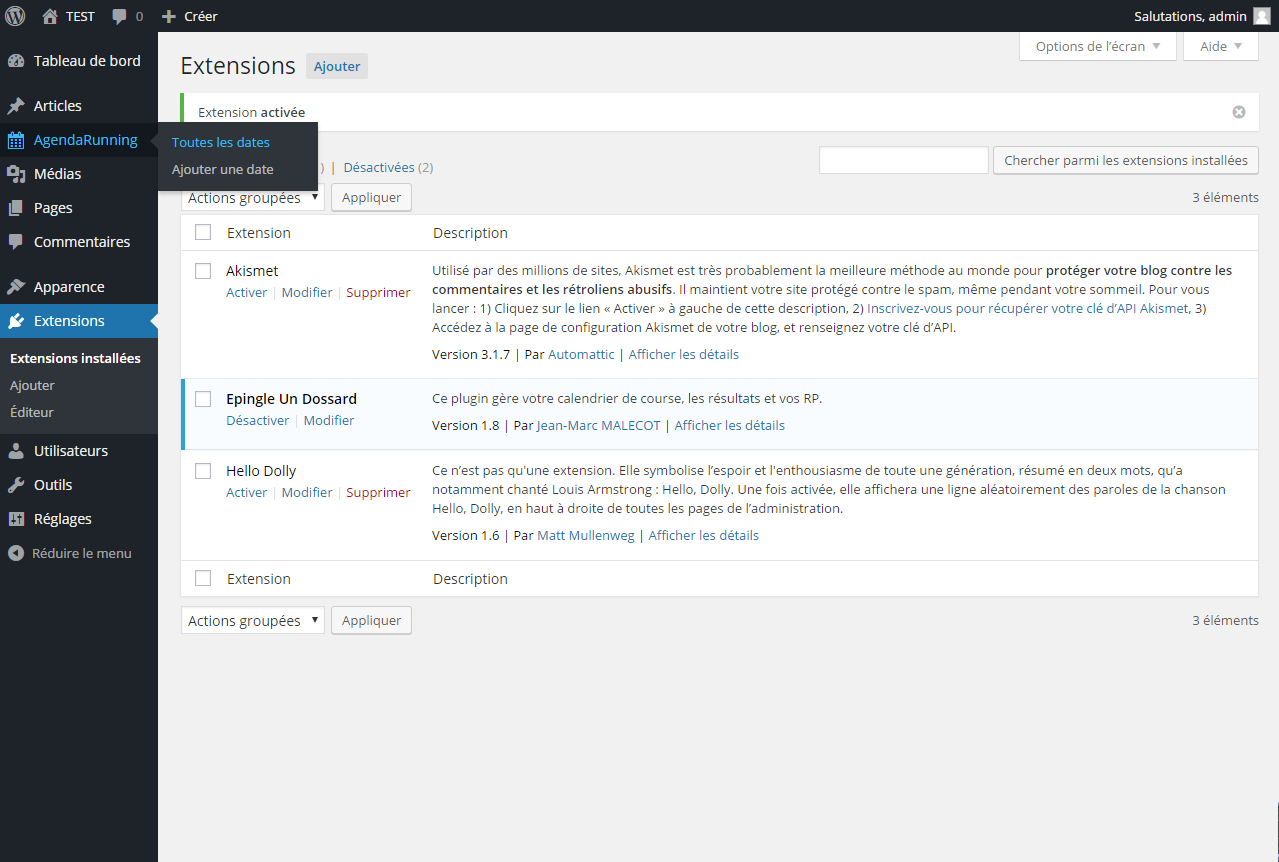 TEST 0 Créer Salutations, admin
Options de l’écran Aide
Tableau de bord
Articles
AgendaRunning
Toutes les dates
Ajouter une date
Médias
Pages
Commentaires
Apparence
Extensions
Extensions installées
Ajouter
Éditeur
Utilisateurs
Outils
Réglages
Réduire le menu
Extensions Ajouter
Extension activée
) | Désactivées (2)
Chercher parmi les extensions installées
Actions groupées Appliquer 3 éléments
Extension Description
Akismet
Activer | Modifier | Supprimer
Utilisé par des millions de sites, Akismet est très probablement la meilleure méthode au monde pour protéger votre blog contre les
commentaires et les rétroliens abusifs. Il maintient votre site protégé contre le spam, même pendant votre sommeil. Pour vous
lancer : 1) Cliquez sur le lien « Activer » à gauche de cette description, 2) Inscrivez-vous pour récupérer votre clé d’API Akismet, 3)
Accédez à la page de configuration Akismet de votre blog, et renseignez votre clé d’API.
Version 3.1.7 | Par Automattic | Afficher les détails
Epingle Un Dossard
Désactiver | Modifier
Ce plugin gère votre calendrier de course, les résultats et vos RP.
Version 1.8 | Par Jean-Marc MALECOT | Afficher les détails
Hello Dolly
Activer | Modifier | Supprimer
Ce n’est pas qu'une extension. Elle symbolise l’espoir et l'enthousiasme de toute une génération, résumé en deux mots, qu’a
notamment chanté Louis Armstrong : Hello, Dolly. Une fois activée, elle affichera une ligne aléatoirement des paroles de la chanson
Hello, Dolly, en haut à droite de toutes les pages de l’administration.
Version 1.6 | Par Matt Mullenweg | Afficher les détails
Extension Description
Actions groupées Appliquer 3 éléments